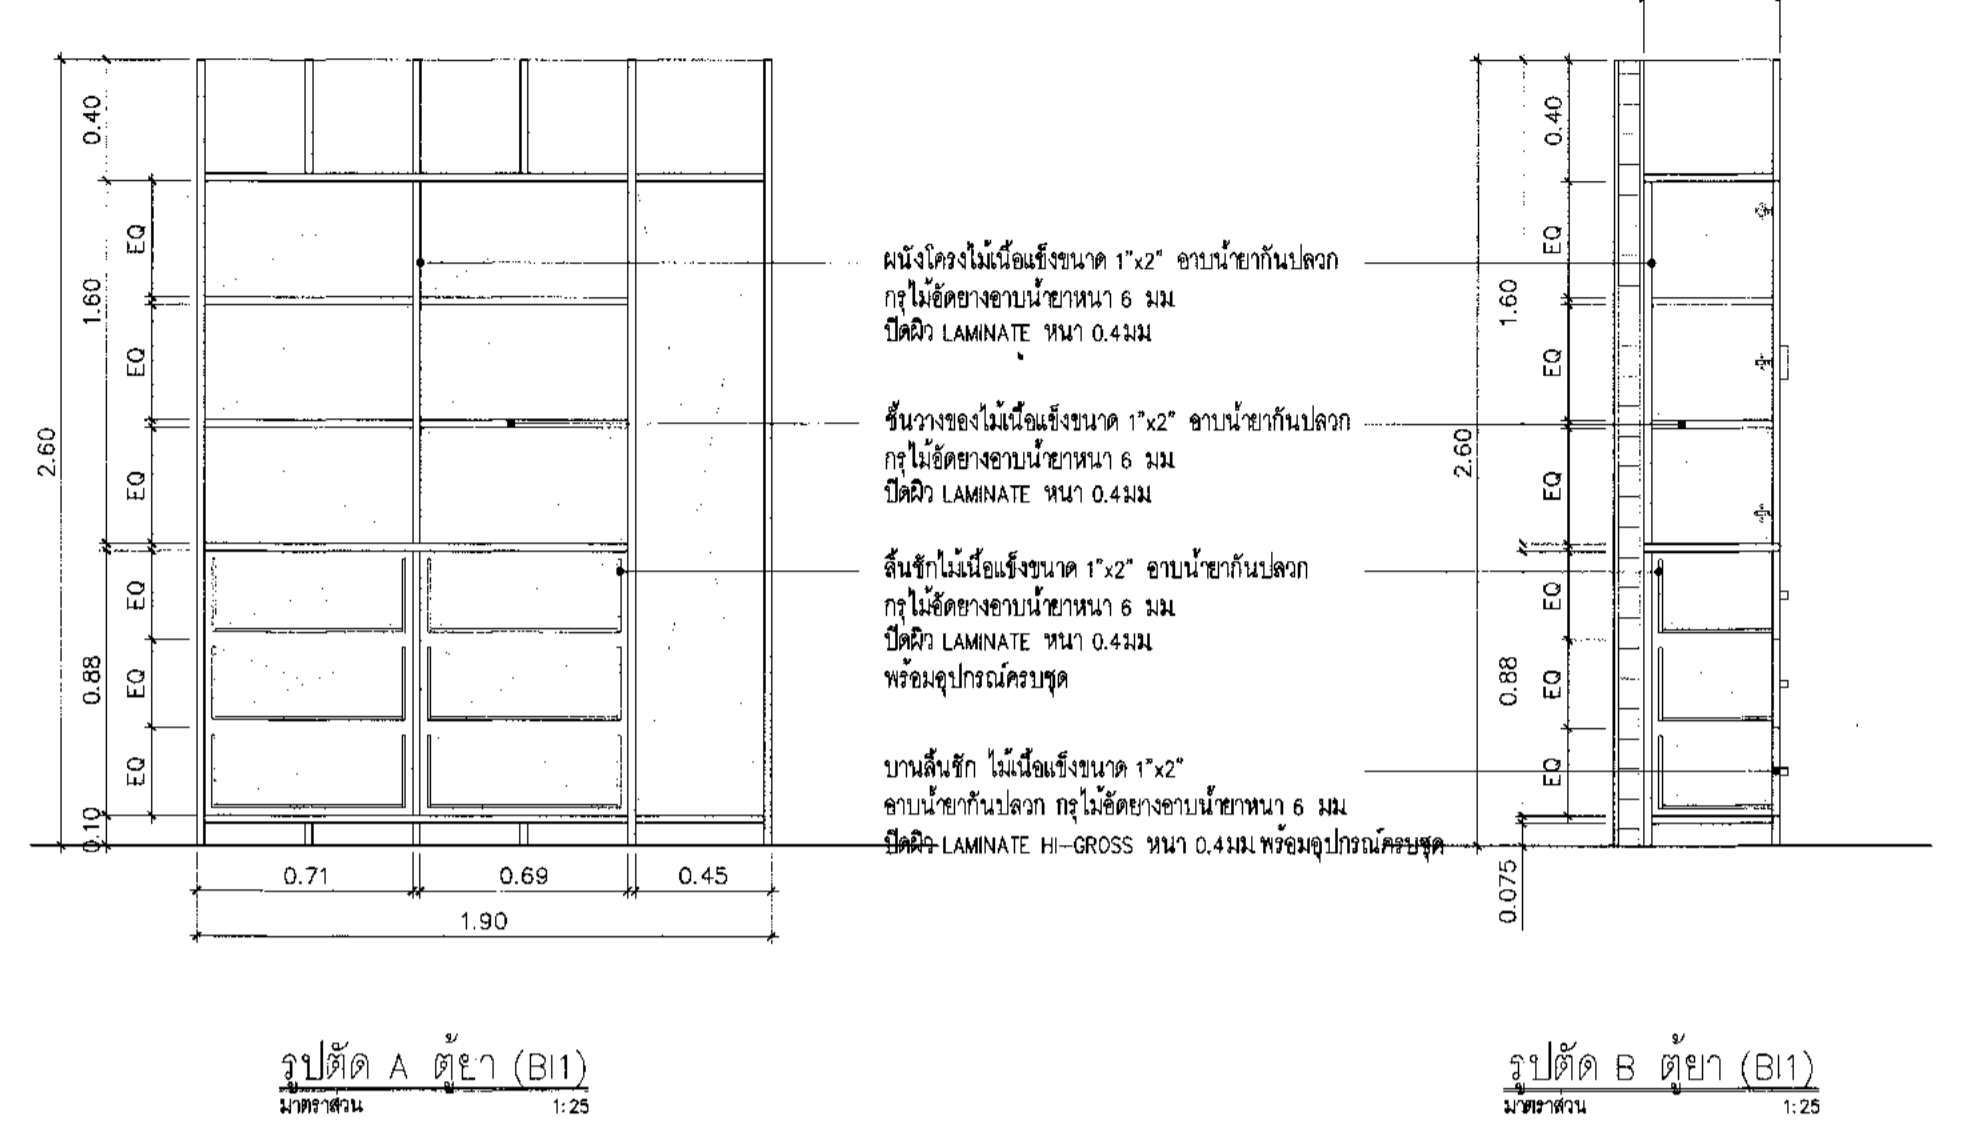 0.40
1.60
2.60
0.88
0.10
EQ
EQ
EQ
EQ
EQ
EQ
0.71
0.69
0.45
1.90
ผนังโครงไม้เนื้อแข็งขนาด 1"x2" อาบน้ำยากันปลวก
กรุไม้อัดยางอาบน้ำยาหนา 6 มม
ปิดผิว LAMINATE หนา 0.4มม
ชั้นวางของไม้เนื้อแข็งขนาด 1"x2" อาบน้ำยากันปลวก
กรุไม้อัดยางอาบน้ำยาหนา 6 มม
ปิดผิว LAMINATE หนา 0.4มม
ลิ้นชักไม้เนื้อแข็งขนาด 1"x2" อาบน้ำยากันปลวก
กรุไม้อัดยางอาบน้ำยาหนา 6 มม
ปิดผิว LAMINATE หนา 0.4มม
พร้อมอุปกรณ์ครบชุด
บานลิ้นชัก ไม้เนื้อแข็งขนาด 1"x2"
อาบน้ำยากันปลวก กรุไม้อัดยางอาบน้ำยาหนา 6 มม
ปิดผิว LAMINATE HI-GROSS หนา 0.4มม.พร้อมอุปกรณ์ครบชุด
0.40
1.60
2.60
0.88
0.075
EQ
EQ
EQ
EQ
EQ
EQ
รูปตัด A ตู้ยา (BI1)
มาตราส่วน 1:25
รูปตัด B ตู้ยา (BI1)
มาตราส่วน 1:25